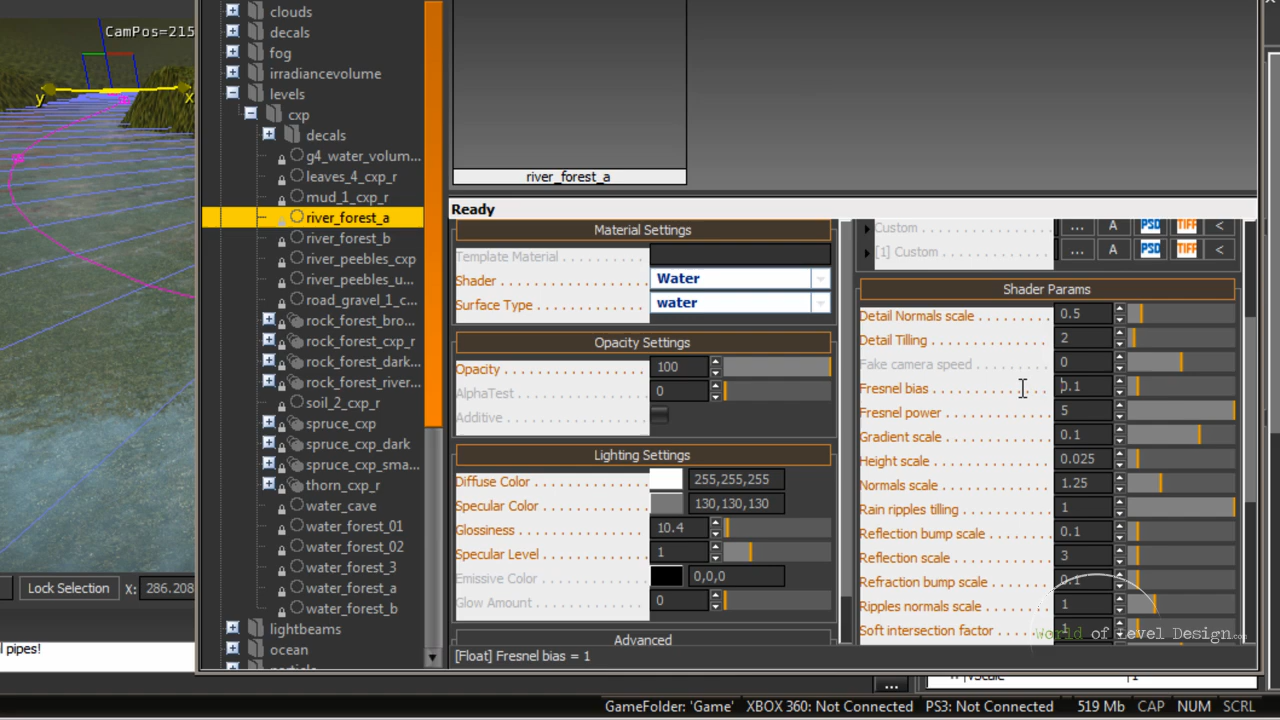 CamPos=215
y
x
clouds
decals
fog
irradiancevolume
levels
cxp
decals
g4_water_volum...
leaves_4_cxp_r
mud_1_cxp_r
river_forest_a
river_forest_b
river_peebles_cxp
river_peebles_u...
road_gravel_1_c...
rock_forest_bro...
rock_forest_cxp_r
rock_forest_dark...
rock_forest_river...
soil_2_cxp_r
spruce_cxp
spruce_cxp_dark
spruce_cxp_sma...
thorn_cxp_r
water_cave
water_forest_01
water_forest_02
water_forest_3
water_forest_a
water_forest_b
lightbeams
ocean
river_forest_a
Ready
Material Settings
Template Material
Shader Water
Surface Type water
Opacity Settings
Opacity 100
AlphaTest 0
Additive
Lighting Settings
Diffuse Color 255,255,255
Specular Color 130,130,130
Glossiness 10.4
Specular Level 1
Emissive Color 0,0,0
Glow Amount 0
Advanced
[Float] Fresnel bias = 1
Custom ... A PSD TIFF <
[1] Custom ... A PSD TIFF <
Shader Params
Detail Normals scale 0.5
Detail Tilling 2
Fake camera speed 0
Fresnel bias 0.1
Fresnel power 5
Gradient scale 0.1
Height scale 0.025
Normals scale 1.25
Rain ripples tilling 1
Reflection bump scale 0.1
Reflection scale 3
Refraction bump scale 0.1
Ripples normals scale 1
Soft intersection factor 1
World of Level Design.com
Lock Selection X: 286.208
l pipes!
...
GameFolder: 'Game' XBOX 360: Not Connected PS3: Not Connected 519 Mb CAP NUM SCRL